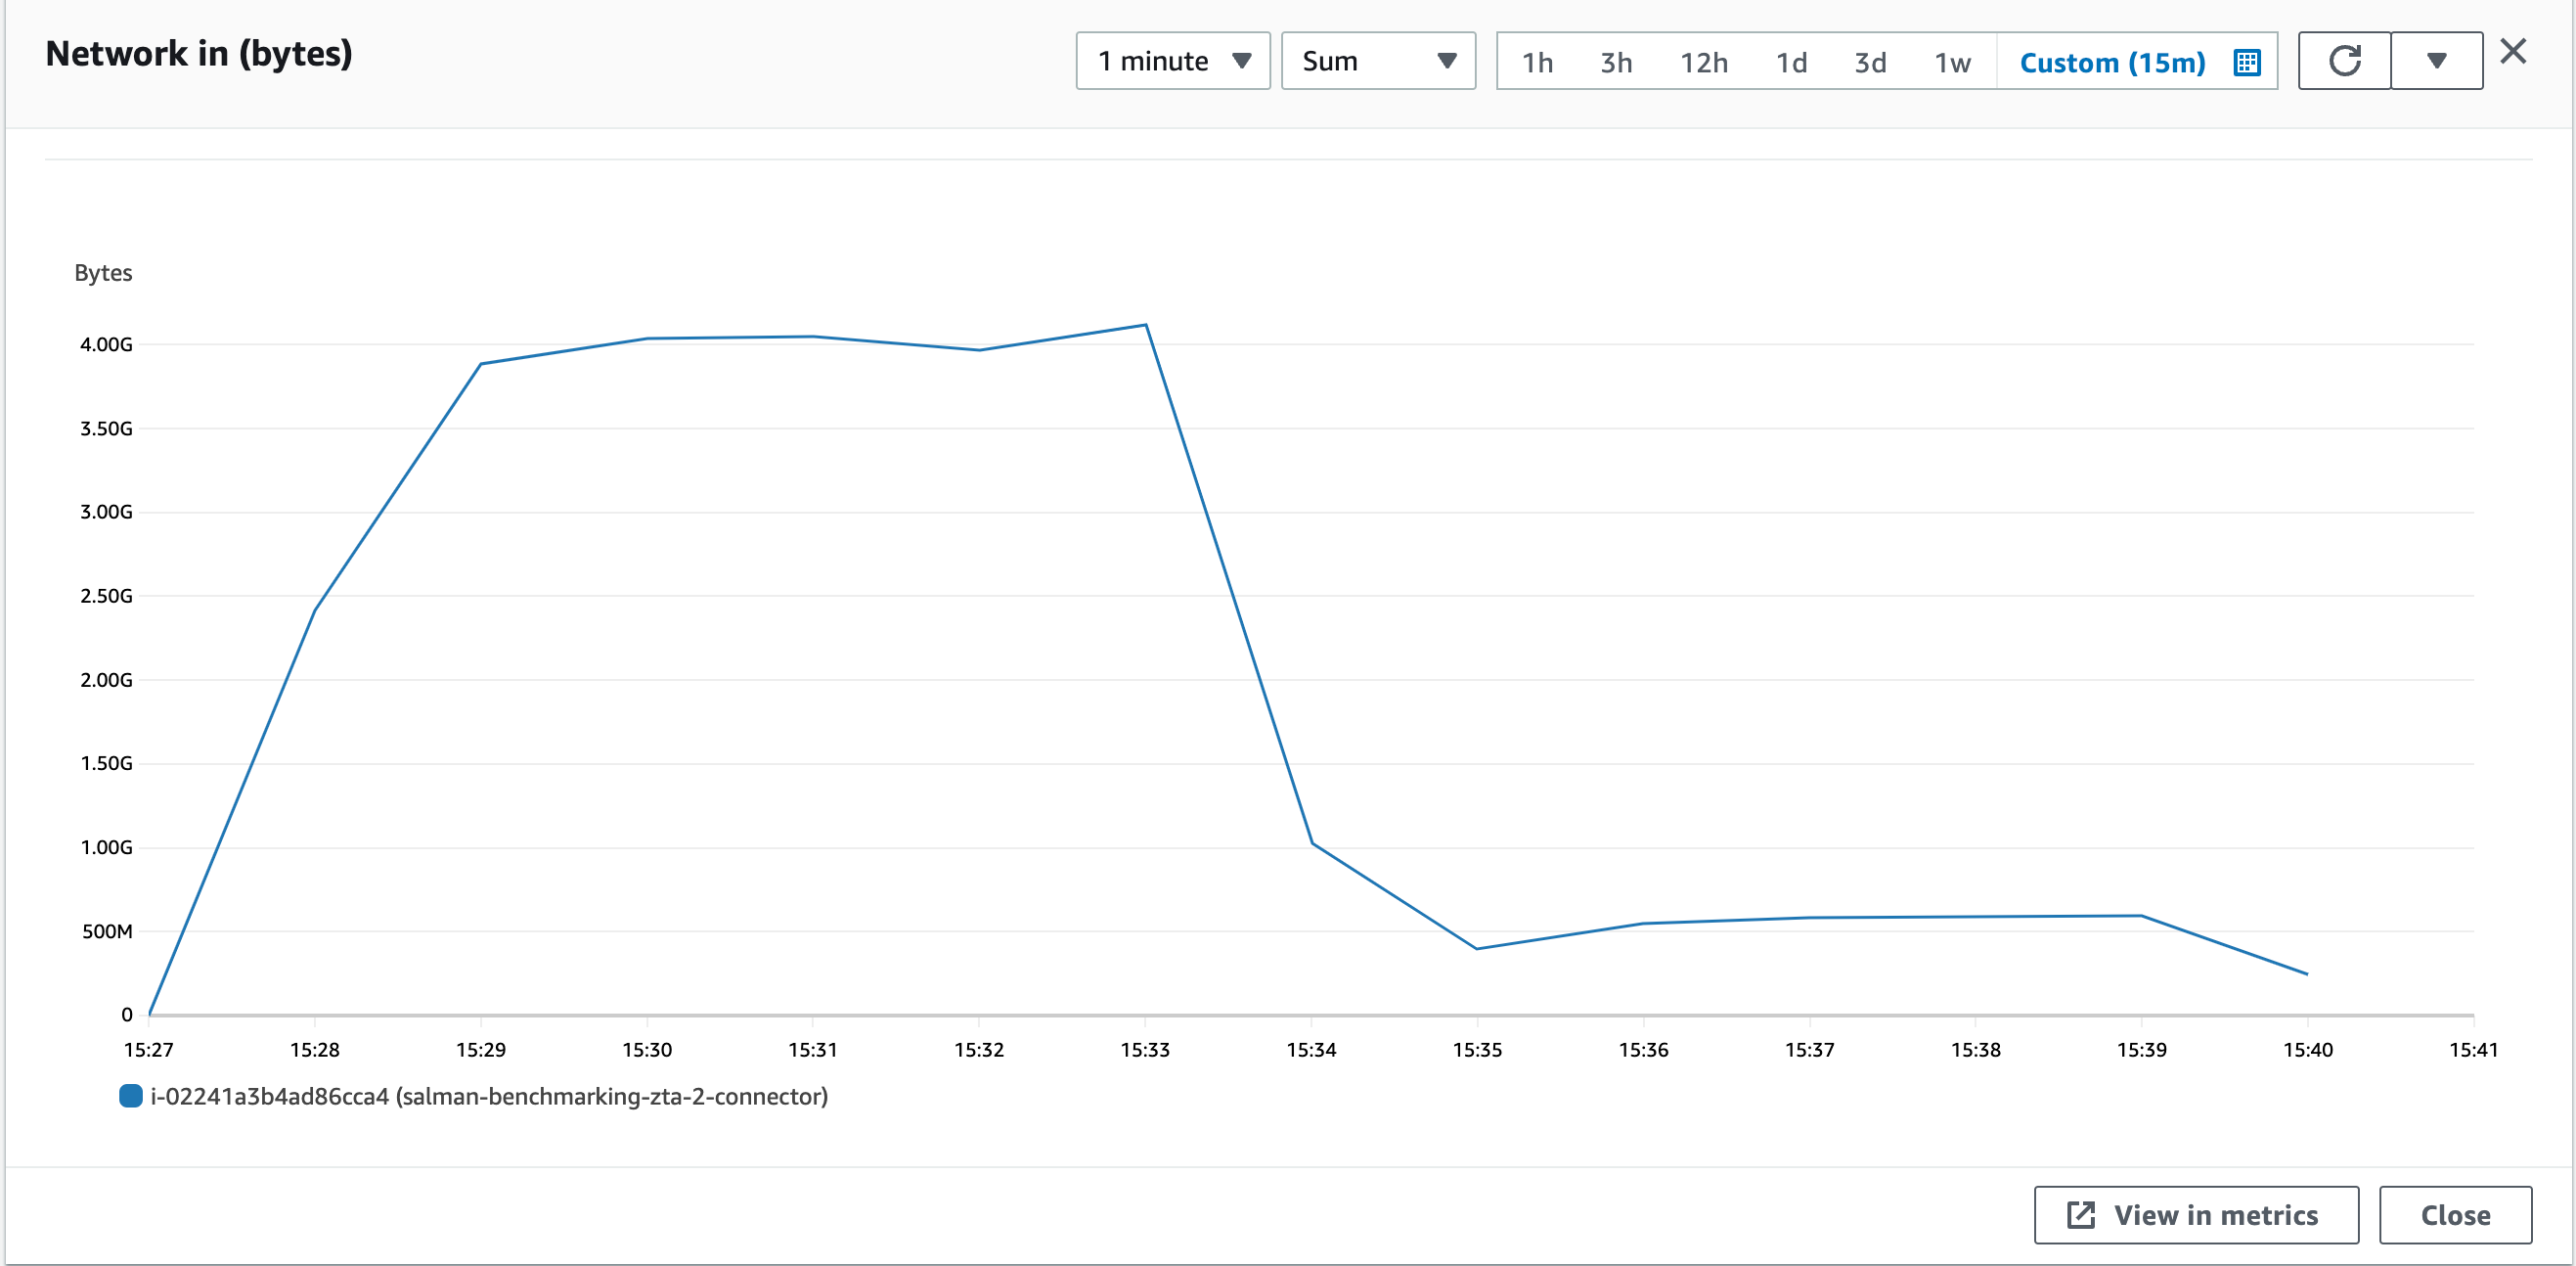 Network in (bytes)
1 minute
Sum
1h 3h 12h 1d 3d 1w Custom (15m)
Bytes
4.00G
3.50G
3.00G
2.50G
2.00G
1.50G
1.00G
500M
0
15:27 15:28 15:29 15:30 15:31 15:32 15:33 15:34 15:35 15:36 15:37 15:38 15:39 15:40 15:41
i-02241a3b4ad86cca4 (salman-benchmarking-zta-2-connector)
View in metrics
Close